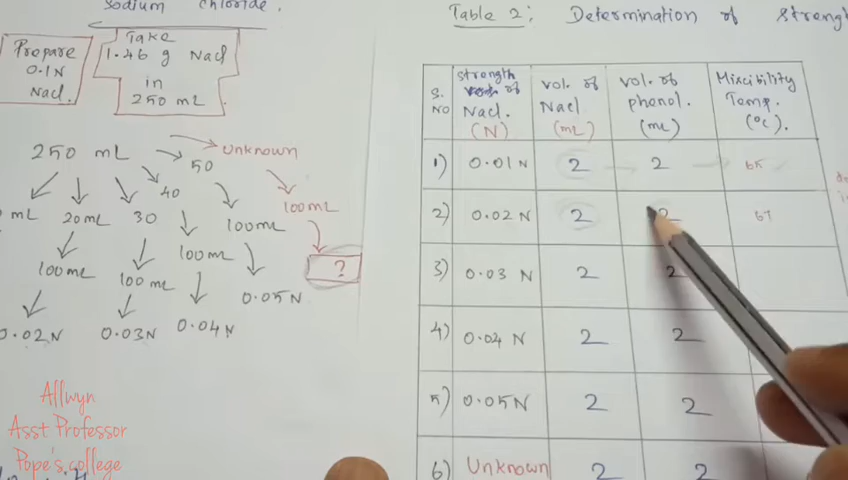 sodium chloride.
Prepare
0.1N
Nacl.
Take
1.46 g Nacl
in
250 mL
250 mL
Unknown
50
40
mL
20mL
30
100mL
100mL
100mL
100mL
100mL
?
0.02N
0.03N
0.04N
0.05N
Allwyn
Asst Professor
Pope's college
Table 2: Determination of strengt
S. NO
strength of Nacl. (N)
vol. of Nacl (mL)
vol. of phenol. (mL)
Miscibility Temp. (°C).
1) 0.01N 2 2 65
2) 0.02N 2 2 67
3) 0.03 N 2 2
4) 0.04 N 2 2
5) 0.05N 2 2
6) Unknown 2 2